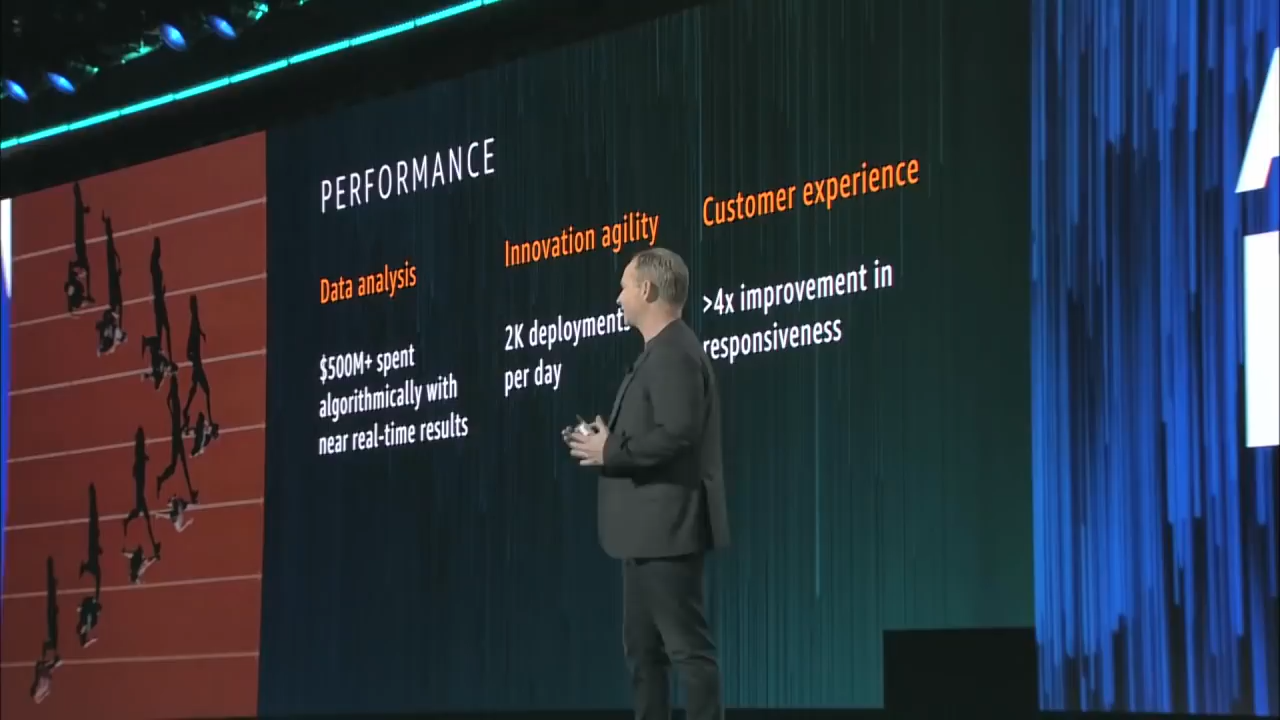 PERFORMANCE
Data analysis
$500M+ spent
algorithmically with
near real-time results
Innovation agility
2K deployments
per day
Customer experience
>4x improvement in
responsiveness